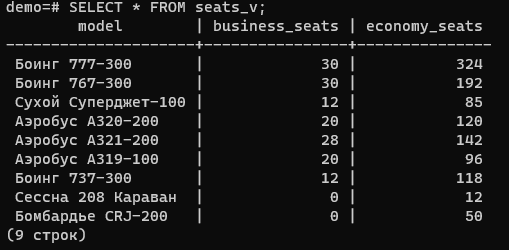 demo=# SELECT * FROM seats_v;
        model        | business_seats | economy_seats
---------------------+----------------+---------------
 Боинг 777-300       |             30 |           324
 Боинг 767-300       |             30 |           192
 Сухой Суперджет-100 |             12 |            85
 Аэробус A320-200    |             20 |           120
 Аэробус A321-200    |             28 |           142
 Аэробус A319-100    |             20 |            96
 Боинг 737-300       |             12 |           118
 Сессна 208 Караван  |              0 |            12
 Бомбардье CRJ-200   |              0 |            50
(9 строк)